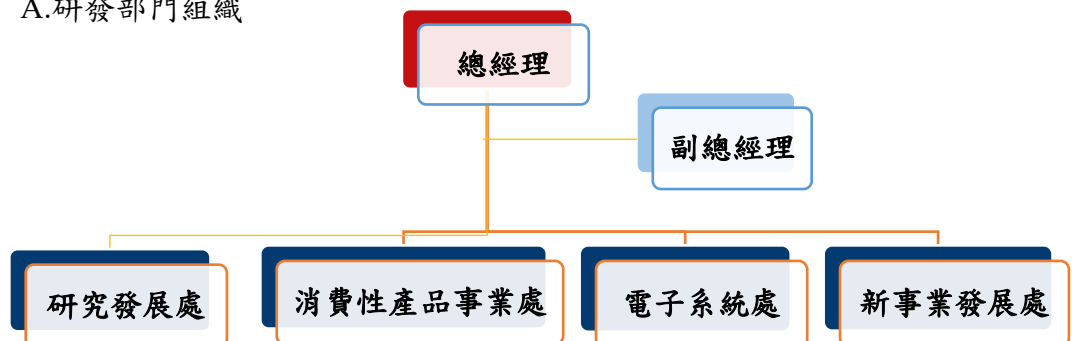 A.研發部門組織
總經理
副總經理
研究發展處
消費性產品事業處
電子系統處
新事業發展處